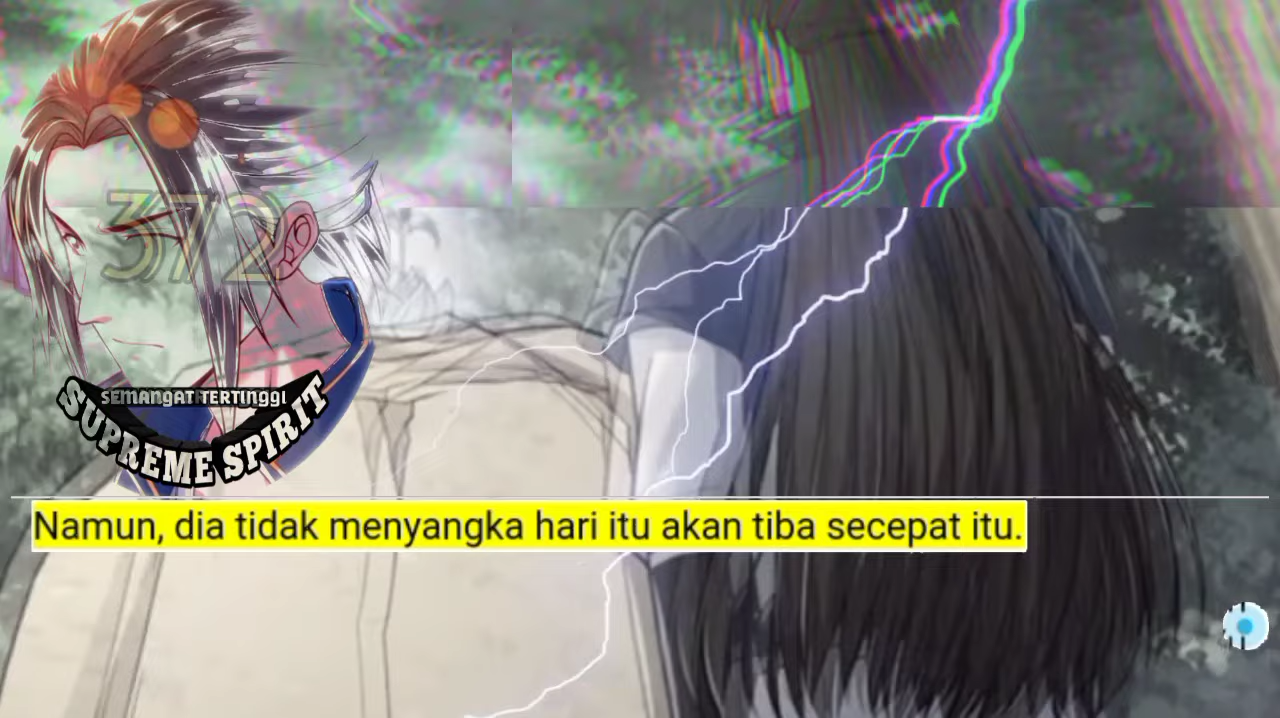 372
SEMANGAT TERTINGGI
SUPREME SPIRIT
Namun, dia tidak menyangka hari itu akan tiba secepat itu.